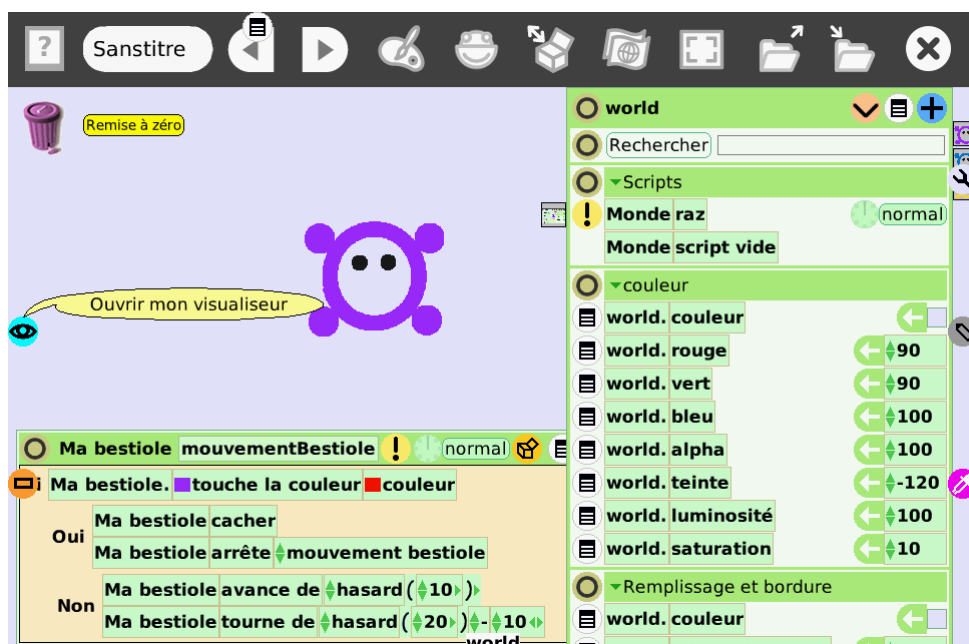 ?
Sanstitre
Remise à zéro
Ouvrir mon visualiseur
world
Rechercher
Scripts
! Monde raz normal
Monde script vide
couleur
world. couleur
world. rouge 90
world. vert 90
world. bleu 100
world. alpha 100
world. teinte -120
world. luminosité 100
world. saturation 10
Remplissage et bordure
world. couleur
Ma bestiole mouvementBestiole ! normal
i Ma bestiole. touche la couleur couleur
Oui
Ma bestiole cacher
Ma bestiole arrête mouvement bestiole
Non
Ma bestiole avance de hasard ( 10 )
Ma bestiole tourne de hasard ( 20 ) - 10
world